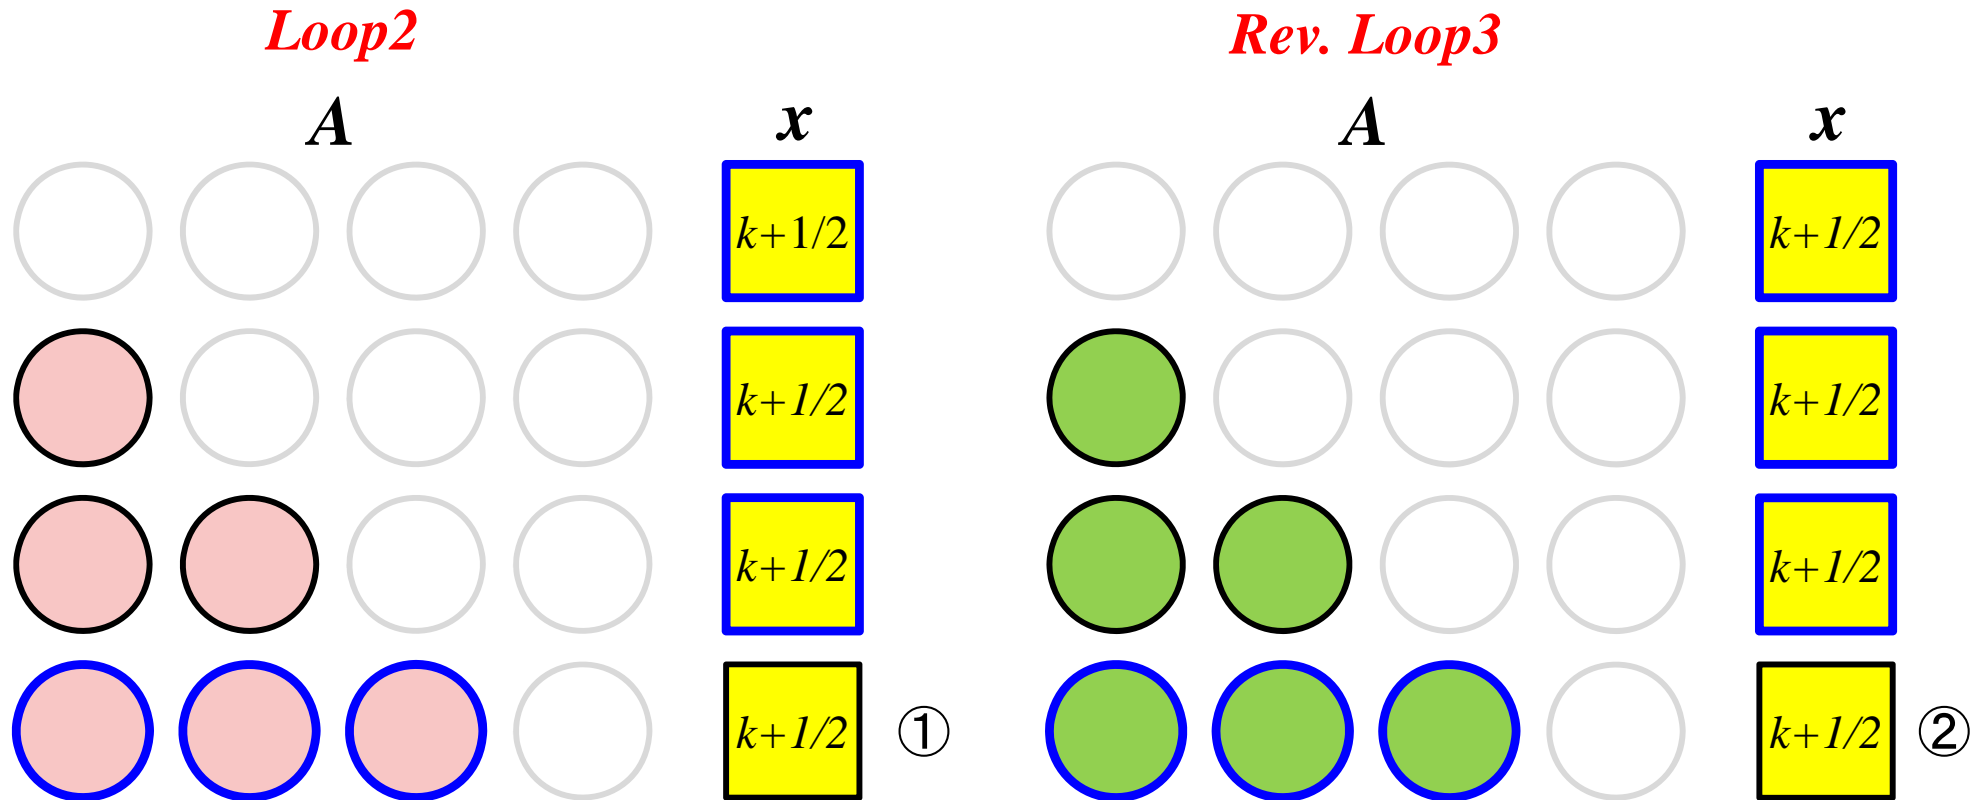 Loop2
Rev. Loop3
A
x
A
x
k+1/2
k+1/2
k+1/2
k+1/2
k+1/2
k+1/2
k+1/2
①
k+1/2
②